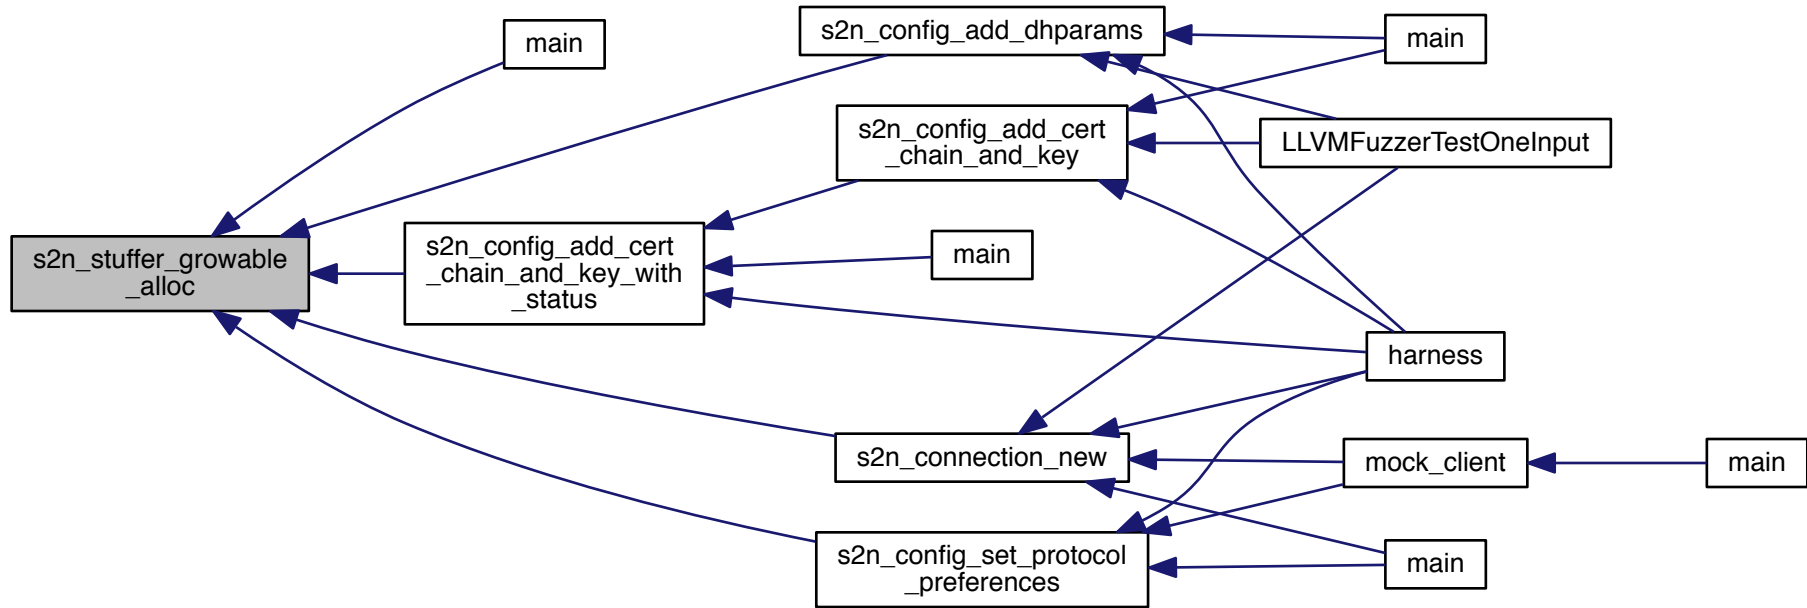 s2n_stuffer_growable
_alloc
main
s2n_config_add_dhparams
main
s2n_config_add_cert
_chain_and_key
LLVMFuzzerTestOneInput
s2n_config_add_cert
_chain_and_key_with
_status
main
harness
s2n_connection_new
mock_client
main
s2n_config_set_protocol
_preferences
main